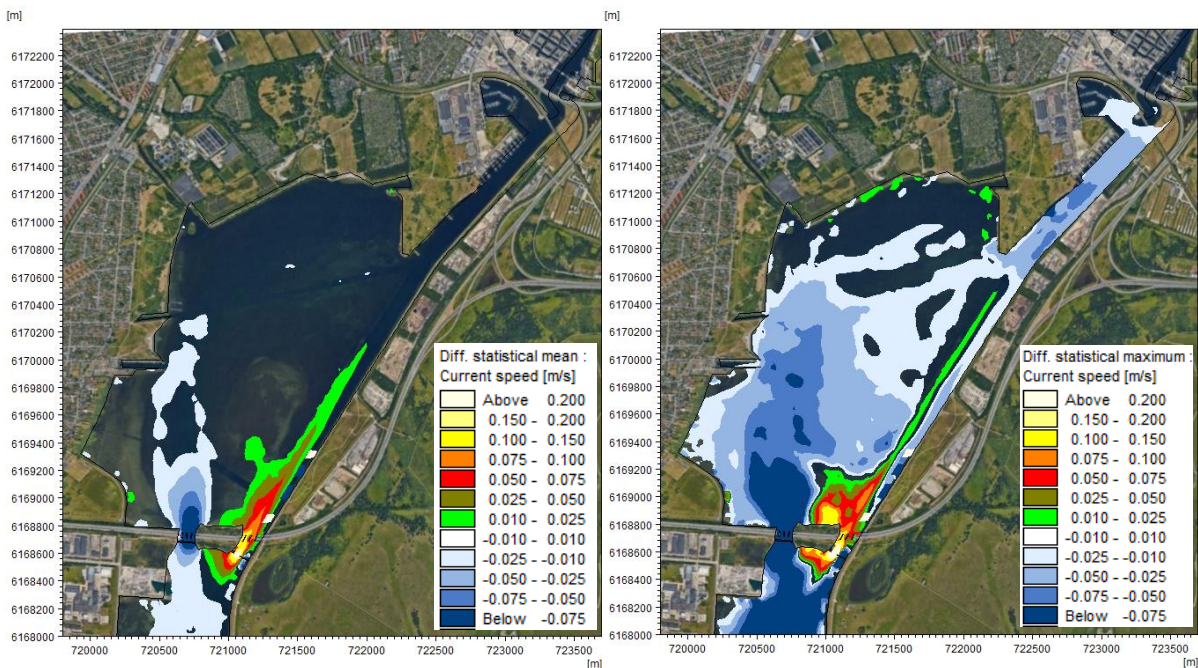 [m]
6172200
6172000
6171800
6171600
6171400
6171200
6171000
6170800
6170600
6170400
6170200
6170000
6169800
6169600
6169400
6169200
6169000
6168800
6168600
6168400
6168200
6168000
720000 720500 721000 721500 722000 722500 723000 723500
[m]
Diff. statistical mean :
Current speed [m/s]
Above 0.200
0.150 - 0.200
0.100 - 0.150
0.075 - 0.100
0.050 - 0.075
0.025 - 0.050
0.010 - 0.025
-0.010 - 0.010
-0.025 - -0.010
-0.050 - -0.025
-0.075 - -0.050
Below -0.075
[m]
6172200
6172000
6171800
6171600
6171400
6171200
6171000
6170800
6170600
6170400
6170200
6170000
6169800
6169600
6169400
6169200
6169000
6168800
6168600
6168400
6168200
6168000
720000 720500 721000 721500 722000 722500 723000 723500
[m]
Diff. statistical maximum :
Current speed [m/s]
Above 0.200
0.150 - 0.200
0.100 - 0.150
0.075 - 0.100
0.050 - 0.075
0.025 - 0.050
0.010 - 0.025
-0.010 - 0.010
-0.025 - -0.010
-0.050 - -0.025
-0.075 - -0.050
Below -0.075